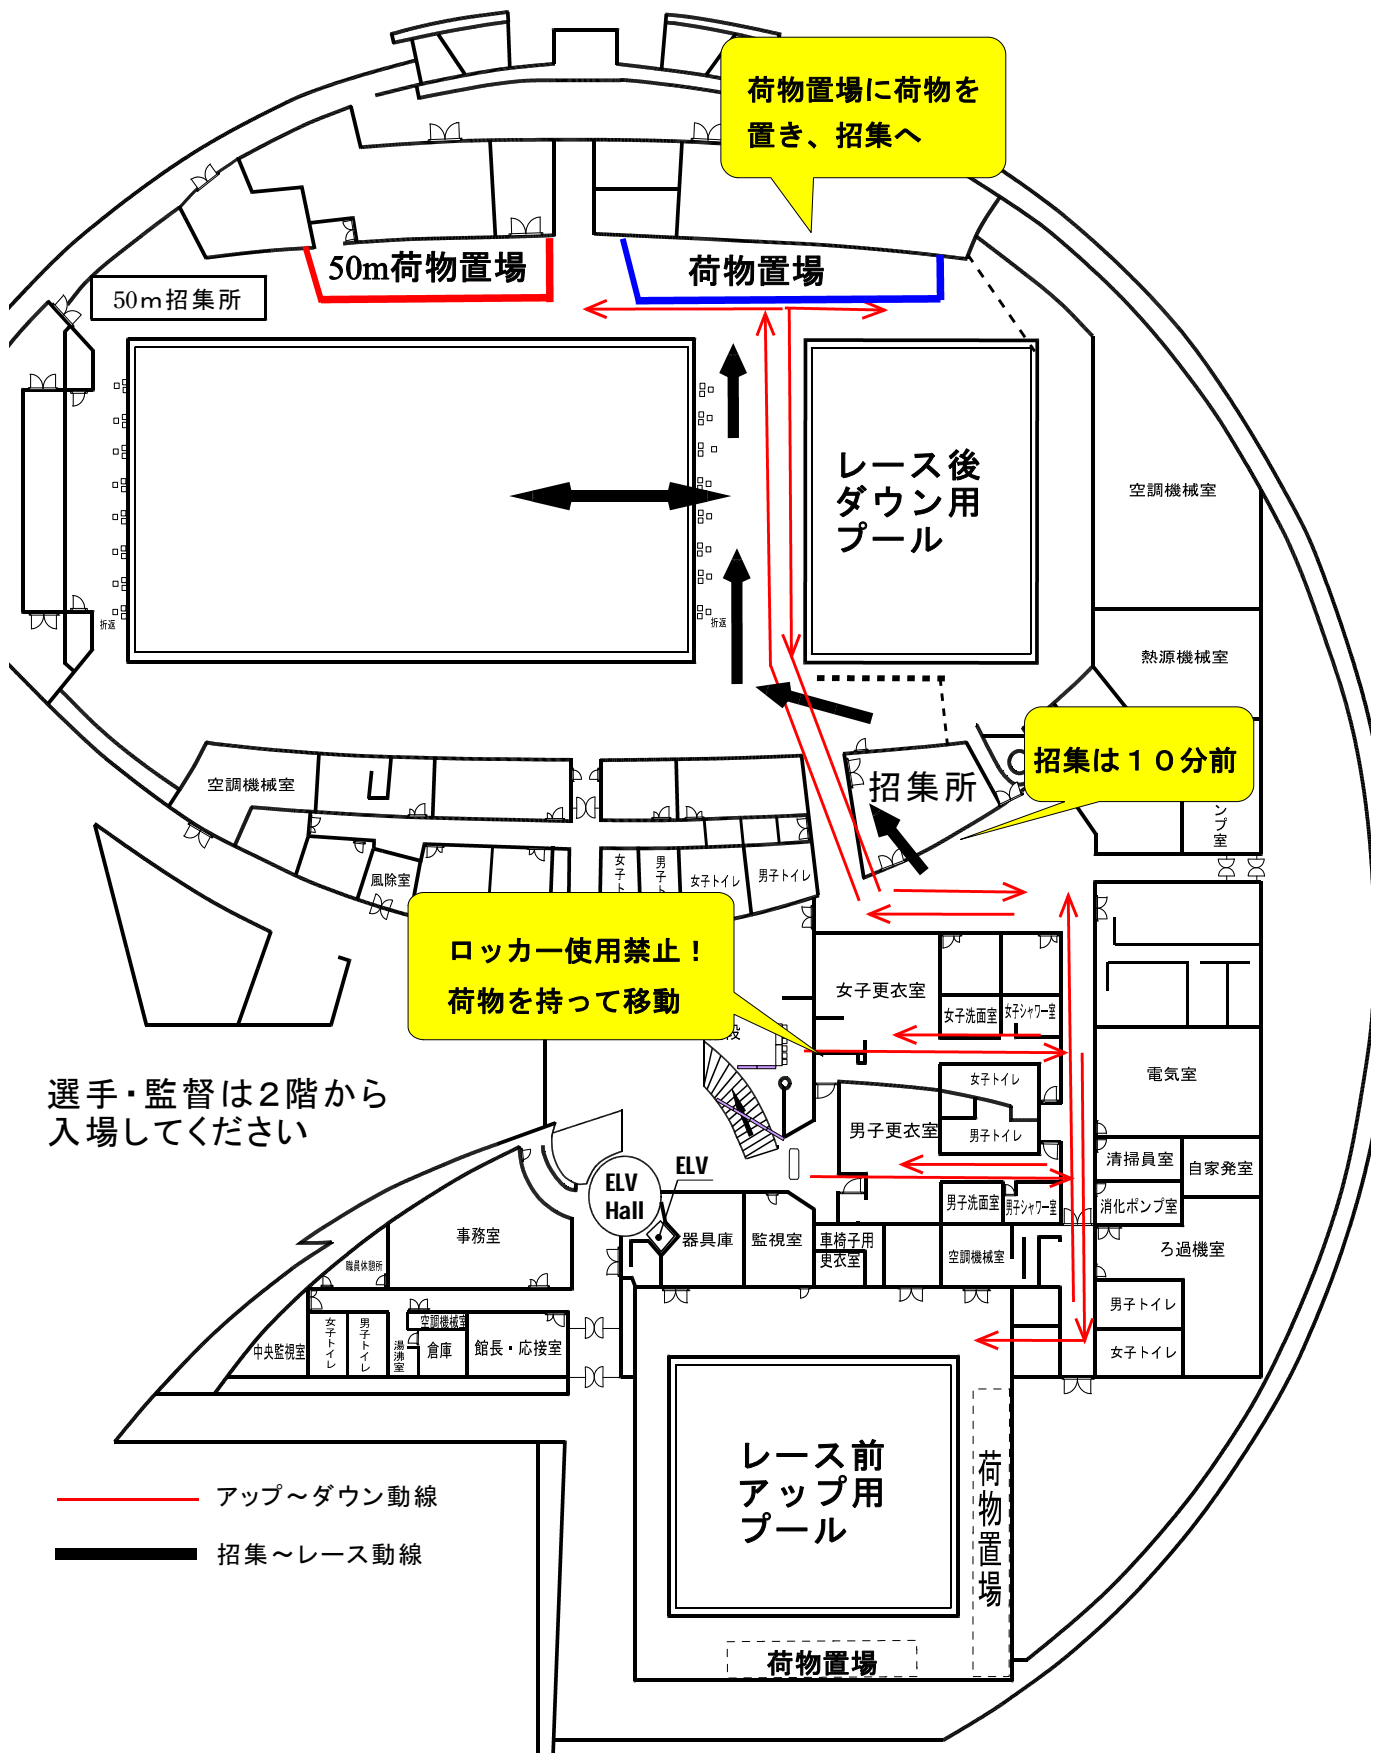 荷物置場に荷物を
置き、招集へ
50m荷物置場
荷物置場
50m招集所
レース後
ダウン用
プール
空調機械室
折返
折返
熱源機械室
招集は10分前
ンプ室
招集所
空調機械室
風除室
女子ト
男子ト
女子トイレ
男子トイレ
ロッカー使用禁止！
荷物を持って移動
段
女子更衣室
女子洗面室
女子シャワー室
女子トイレ
男子トイレ
男子更衣室
男子洗面室
男子シャワー室
電気室
清掃員室
自家発室
消化ポンプ室
ろ過機室
男子トイレ
女子トイレ
選手・監督は2階から
入場してください
ELV
Hall
ELV
器具庫
監視室
車椅子用
更衣室
空調機械室
事務室
職員休憩所
中央監視室
女子トイレ
男子トイレ
湯沸室
空調機械室
倉庫
館長・応接室
レース前
アップ用
プール
荷物置場
荷物置場
アップ～ダウン動線
招集～レース動線